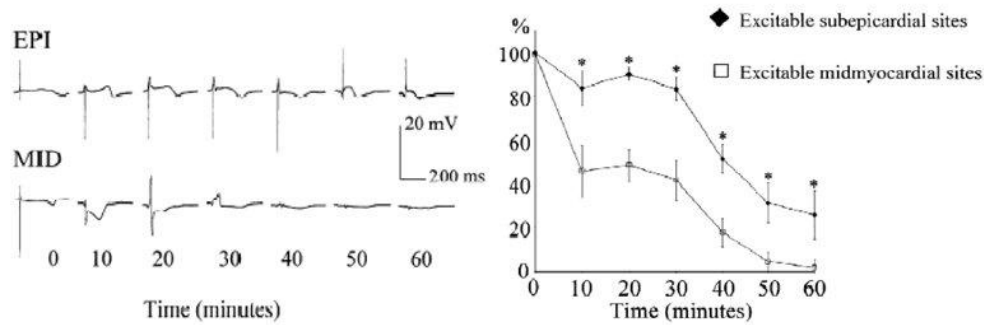 EPI
20 mV
200 ms
MID
0 10 20 30 40 50 60
Time (minutes)
%
100
80
60
40
20
0
* * * * * *
0 10 20 30 40 50 60
Time (minutes)
Excitable subepicardial sites
Excitable midmyocardial sites